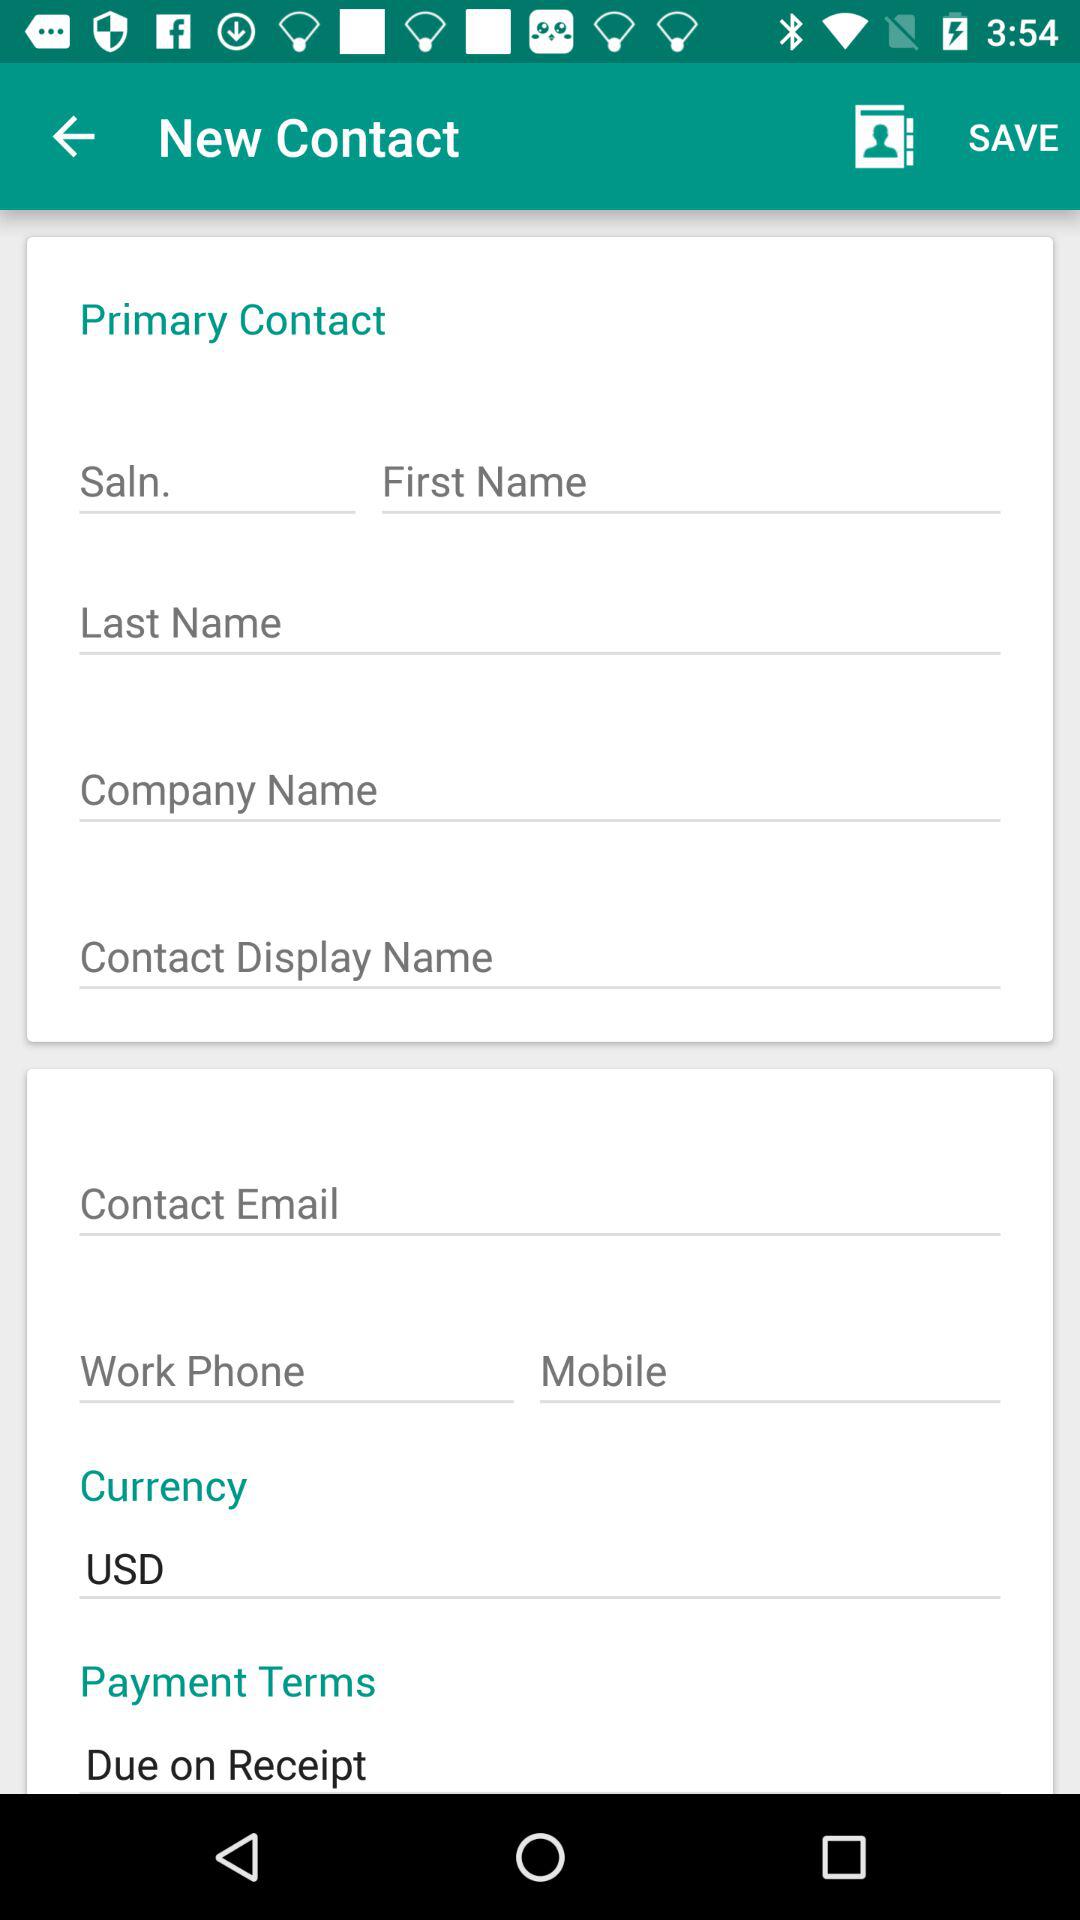 3:54
New Contact SAVE
Primary Contact
Saln. First Name
Last Name
Company Name
Contact Display Name
Contact Email
Work Phone Mobile
Currency
USD
Payment Terms
Due on Receipt